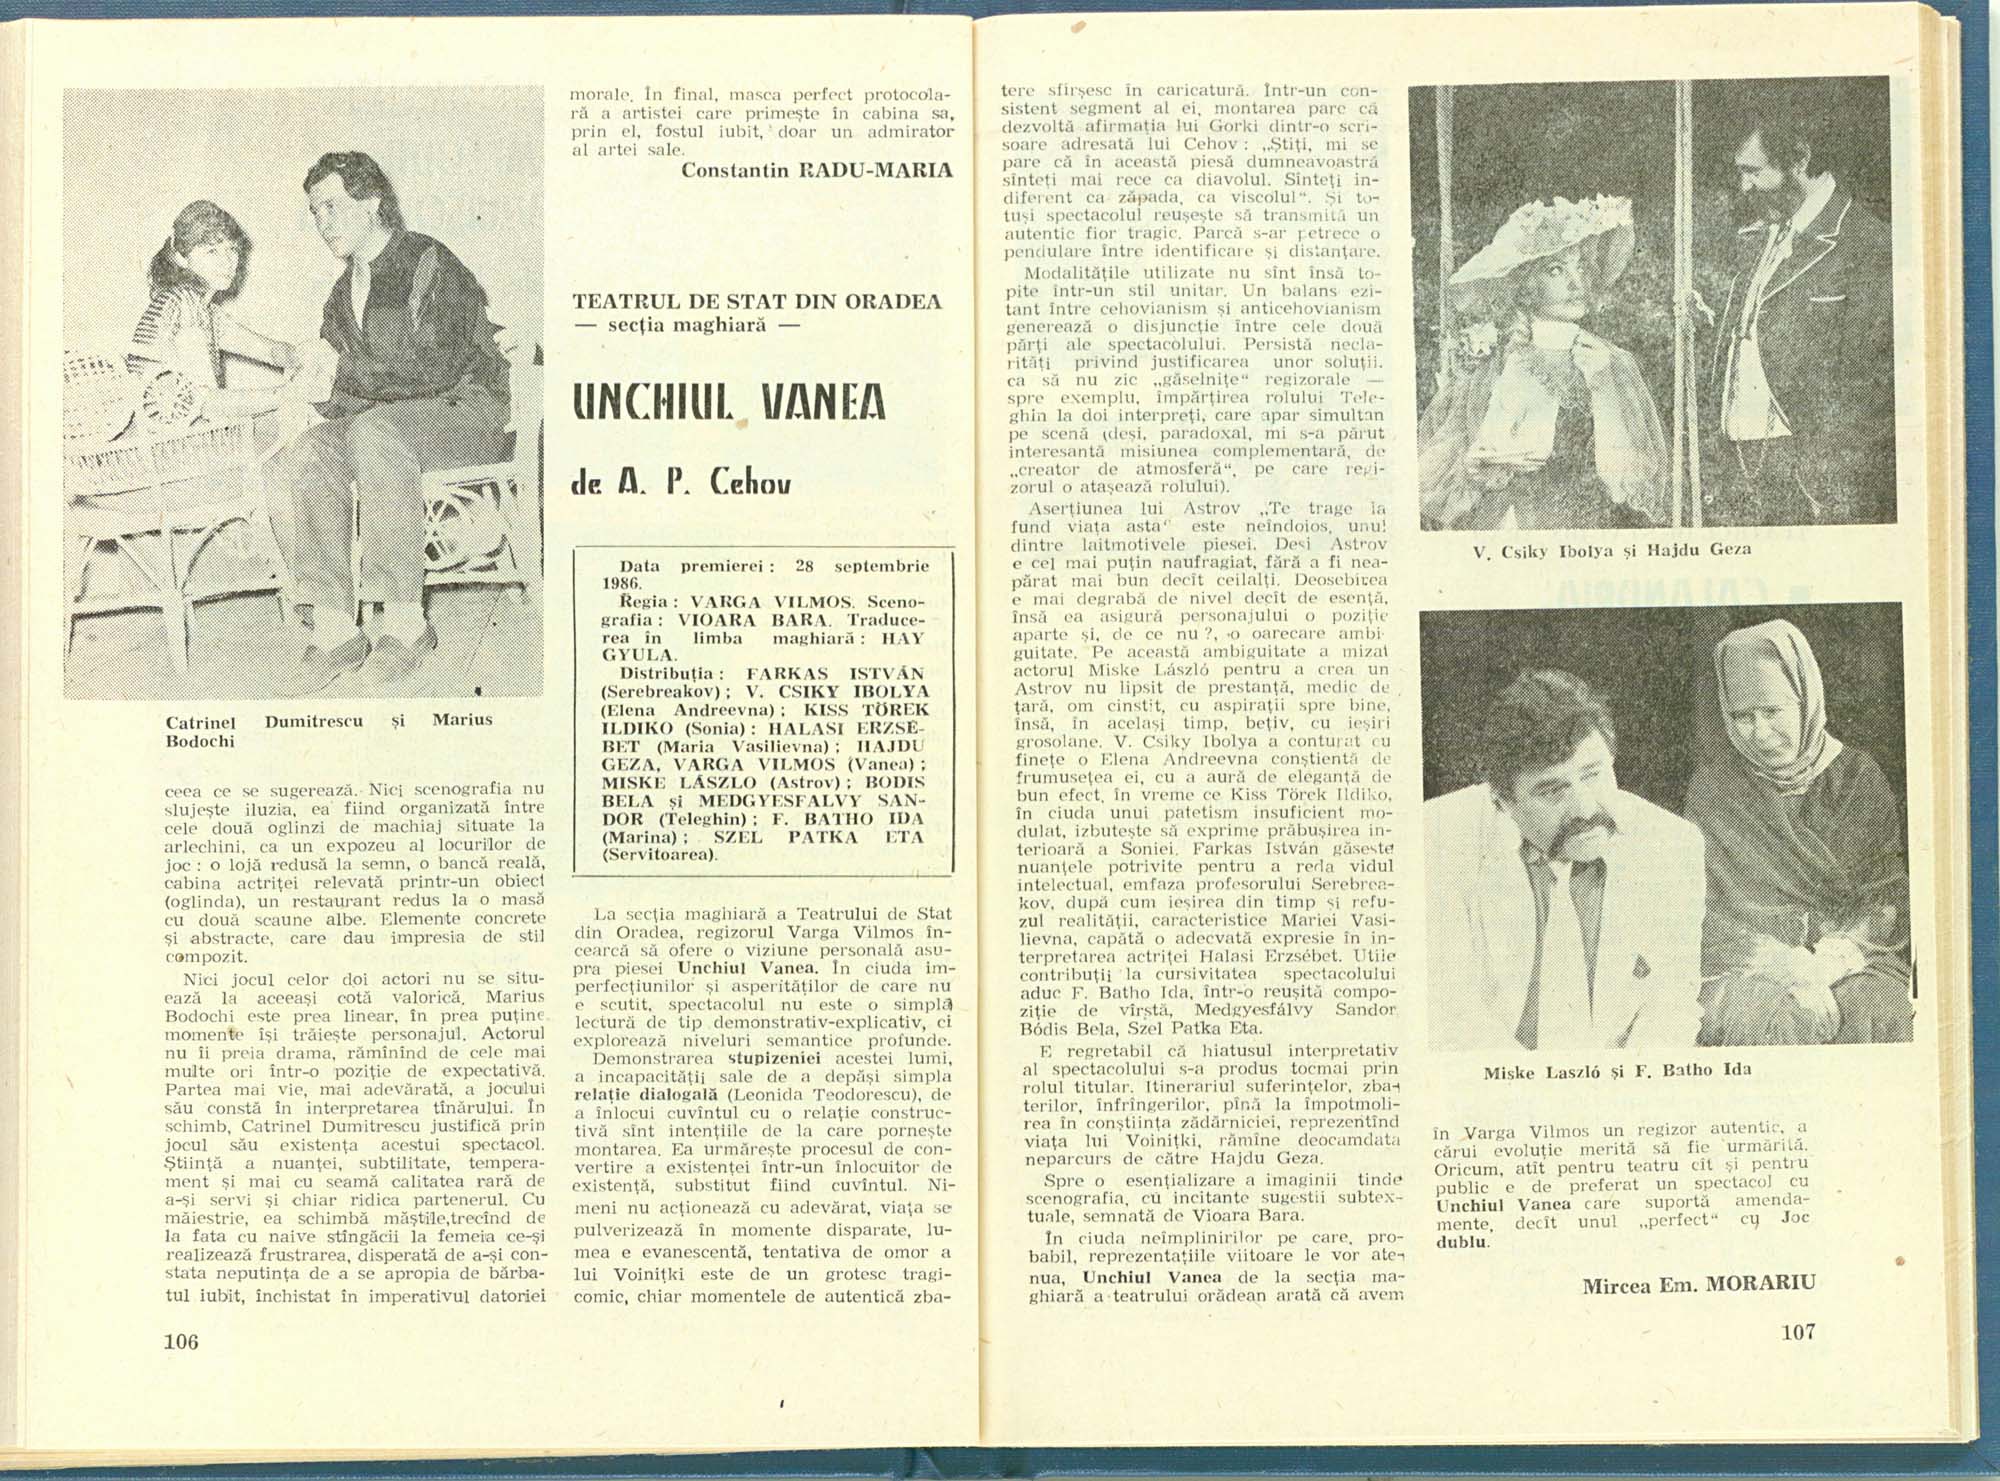 Catrinel Dumitrescu și Marius
Bodochi
ceea ce se sugerează. Nici scenografia nu
slujește iluzia, ea fiind organizată între
cele două oglinzi de machiaj situate la
arlechini, ca un expozeu al locurilor de
joc : o lojă redusă la semn, o bancă reală,
cabina actriței relevată printr-un obiect
(oglinda), un restaurant redus la o masă
cu două scaune albe. Elemente concrete
și abstracte, care dau impresia de stil
compozit.
Nici jocul celor doi actori nu se situ-
ează la aceeași cotă valorică. Marius
Bodochi este prea linear, în prea puține
momente își trăiește personajul. Actorul
nu îi preia drama, rămînînd de cele mai
multe ori într-o poziție de expectativă.
Partea mai vie, mai adevărată, a jocului
său constă în interpretarea tînărului. În
schimb, Catrinel Dumitrescu justifică prin
jocul său existența acestui spectacol.
Știință a nuanței, subtilitate, tempera-
ment și mai cu seamă calitatea rară de
a-și servi și chiar ridica partenerul. Cu
măiestrie, ea schimbă măștile,trecînd de
la fata cu naive stîngăcii la femeia ce-și
realizează frustrarea, disperată de a-și con-
stata neputința de a se apropia de bărba-
tul iubit, închistat în imperativul datoriei
106
morale. În final, masca perfect protocola-
ră a artistei care primește în cabina sa,
prin el, fostul iubit, doar un admirator
al artei sale.
Constantin RADU-MARIA
TEATRUL DE STAT DIN ORADEA
— secția maghiară —
UNCHIUL VANEA
de A. P. Cehov
Data premierei : 28 septembrie
1986.
Regia : VARGA VILMOS. Sceno-
grafia : VIOARA BARA. Traduce-
rea în limba maghiară : HAY
GYULA.
Distribuția : FARKAS ISTVÁN
(Serebreakov) ; V. CSIKY IBOLYA
(Elena Andreevna) ; KISS TÖREK
ILDIKO (Sonia) : HALASI ERZSÉ-
BET (Maria Vasilievna) ; HAJDU
GEZA, VARGA VILMOS (Vanea) ;
MISKE LÁSZLO (Astrov) ; BODIS
BELA și MEDGYESFALVY SAN-
DOR (Teleghin) ; F. BATHO IDA
(Marina) ; SZEL PATKA ETA
(Servitoarea).
La secția maghiară a Teatrului de Stat
din Oradea, regizorul Varga Vilmos în-
cearcă să ofere o viziune personală asu-
pra piesei Unchiul Vanea. În ciuda im-
perfecțiunilor și asperităților de care nu
e scutit, spectacolul nu este o simplă
lectură de tip demonstrativ-explicativ, ci
explorează niveluri semantice profunde.
Demonstrarea stupizeniei acestei lumi,
a incapacității sale de a depăși simpla
relație dialogală (Leonida Teodorescu), de
a înlocui cuvîntul cu o relație construc-
tivă sînt intențiile de la care pornește
montarea. Ea urmărește procesul de con-
vertire a existenței într-un înlocuitor de
existență, substitut fiind cuvîntul. Ni-
meni nu acționează cu adevărat, viața se
pulverizează în momente disparate, lu-
mea e evanescentă, tentativa de omor a
lui Voinițki este de un grotesc tragi-
comic, chiar momentele de autentică zba-
tere sfîrșesc în caricatură. Într-un con-
sistent segment al ei, montarea pare că
dezvoltă afirmația lui Gorki dintr-o scri-
soare adresată lui Cehov : „Știți, mi se
pare că în această piesă dumneavoastră
sînteți mai rece ca diavolul. Sînteți in-
diferent ca zăpada, ca viscolul“. Și to-
tuși spectacolul reușește să transmită un
autentic fior tragic. Parcă s-ar petrece o
pendulare între identificare și distanțare.
Modalitățile utilizate nu sînt însă to-
pite într-un stil unitar. Un balans ezi-
tant între cehovianism și anticehovianism
generează o disjuncție între cele două
părți ale spectacolului. Persistă necla-
rități privind justificarea unor soluții.
ca să nu zic „găselnițe“ regizorale —
spre exemplu, împărțirea rolului Tele-
ghin la doi interpreți, care apar simultan
pe scenă (deși, paradoxal, mi s-a părut
interesantă misiunea complementară, de
„creator de atmosferă“, pe care regi-
zorul o atașează rolului).
Aserțiunea lui Astrov „Te trage la
fund viața asta“ este neîndoios, unul
dintre laitmotivele piesei. Deși Astrov
e cel mai puțin naufragiat, fără a fi nea-
părat mai bun decît ceilalți. Deosebirea
e mai degrabă de nivel decît de esență,
însă ea asigură personajului o poziție
aparte și, de ce nu ?, o oarecare ambi-
guitate. Pe această ambiguitate a mizat
actorul Miske László pentru a crea un
Astrov nu lipsit de prestanță, medic de
țară, om cinstit, cu aspirații spre bine,
însă, în același timp, bețiv, cu ieșiri
grosolane. V. Csiky Ibolya a conturat cu
finețe o Elena Andreevna conștientă de
frumusețea ei, cu a aură de eleganță de
bun efect, în vreme ce Kiss Törek Ildiko,
în ciuda unui patetism insuficient mo-
dulat, izbutește să exprime prăbușirea in-
terioară a Soniei. Farkas István găsește
nuanțele potrivite pentru a reda vidul
intelectual, emfaza profesorului Serebrea-
kov, după cum ieșirea din timp și refu-
zul realității, caracteristice Mariei Vasi-
lievna, capătă o adecvată expresie în in-
terpretarea actriței Halasi Erzsébet. Utile
contribuții la cursivitatea spectacolului
aduc F. Batho Ida, într-o reușită compo-
ziție de vîrstă, Medgyesfálvy Sandor
Bódis Bela, Szel Patka Eta.
E regretabil că hiatusul interpretativ
al spectacolului s-a produs tocmai prin
rolul titular. Itinerariul suferințelor, zba-
terilor, înfrîngerilor, pînă la împotmoli-
rea în conștiința zădărniciei, reprezentînd
viața lui Voinițki, rămîne deocamdata
neparcurs de către Hajdu Geza.
Spre o esențializare a imaginii tinde
scenografia, cu incitante sugestii subtex-
tuale, semnată de Vioara Bara.
În ciuda neîmplinirilor pe care, pro-
babil, reprezentațiile viitoare le vor ate-
nua, Unchiul Vanea de la secția ma-
ghiară a teatrului orădean arată că avem
V. Csiky Ibolya și Hajdu Geza
Miske Laszló și F. Batho Ida
în Varga Vilmos un regizor autentic, a
cărui evoluție merită să fie urmărită.
Oricum, atît pentru teatru cît și pentru
public e de preferat un spectacol cu
Unchiul Vanea care suportă amenda-
mente, decît unul „perfect“ cu Joc
dublu.
Mircea Em. MORARIU
107